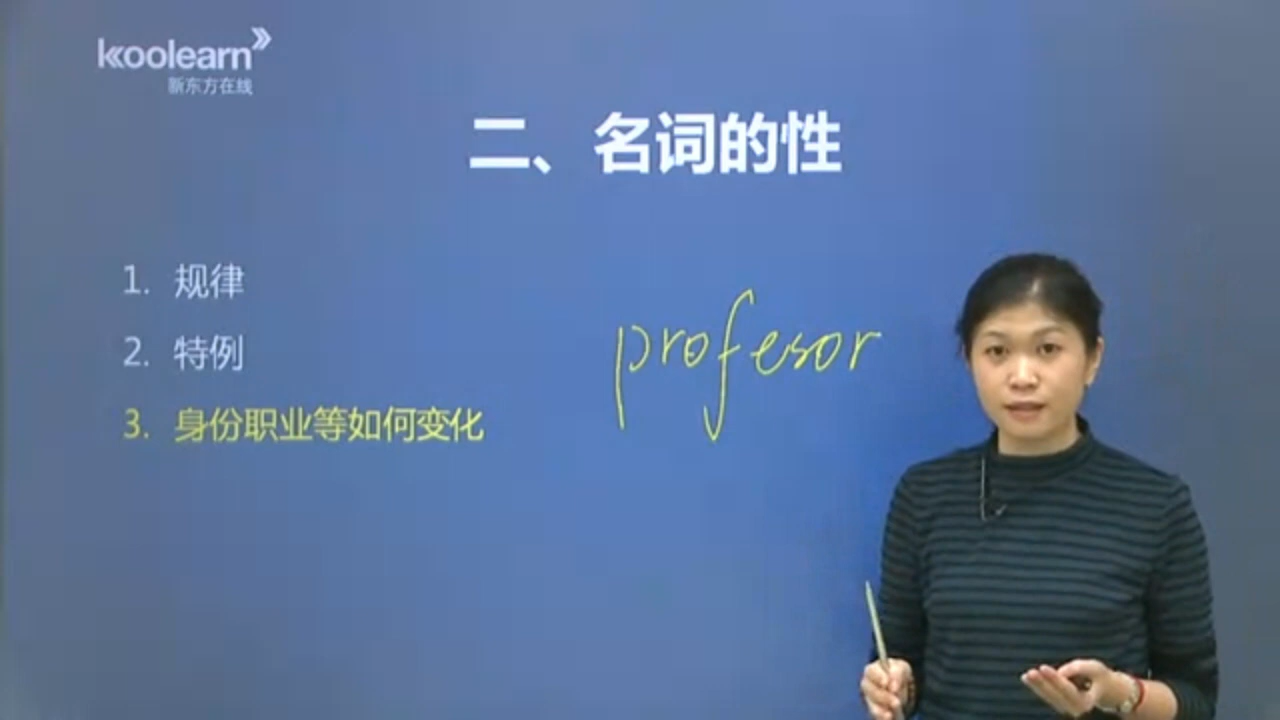 koolearn
新东方在线
二、名词的性
1. 规律
2. 特例
3. 身份职业等如何变化
profesor